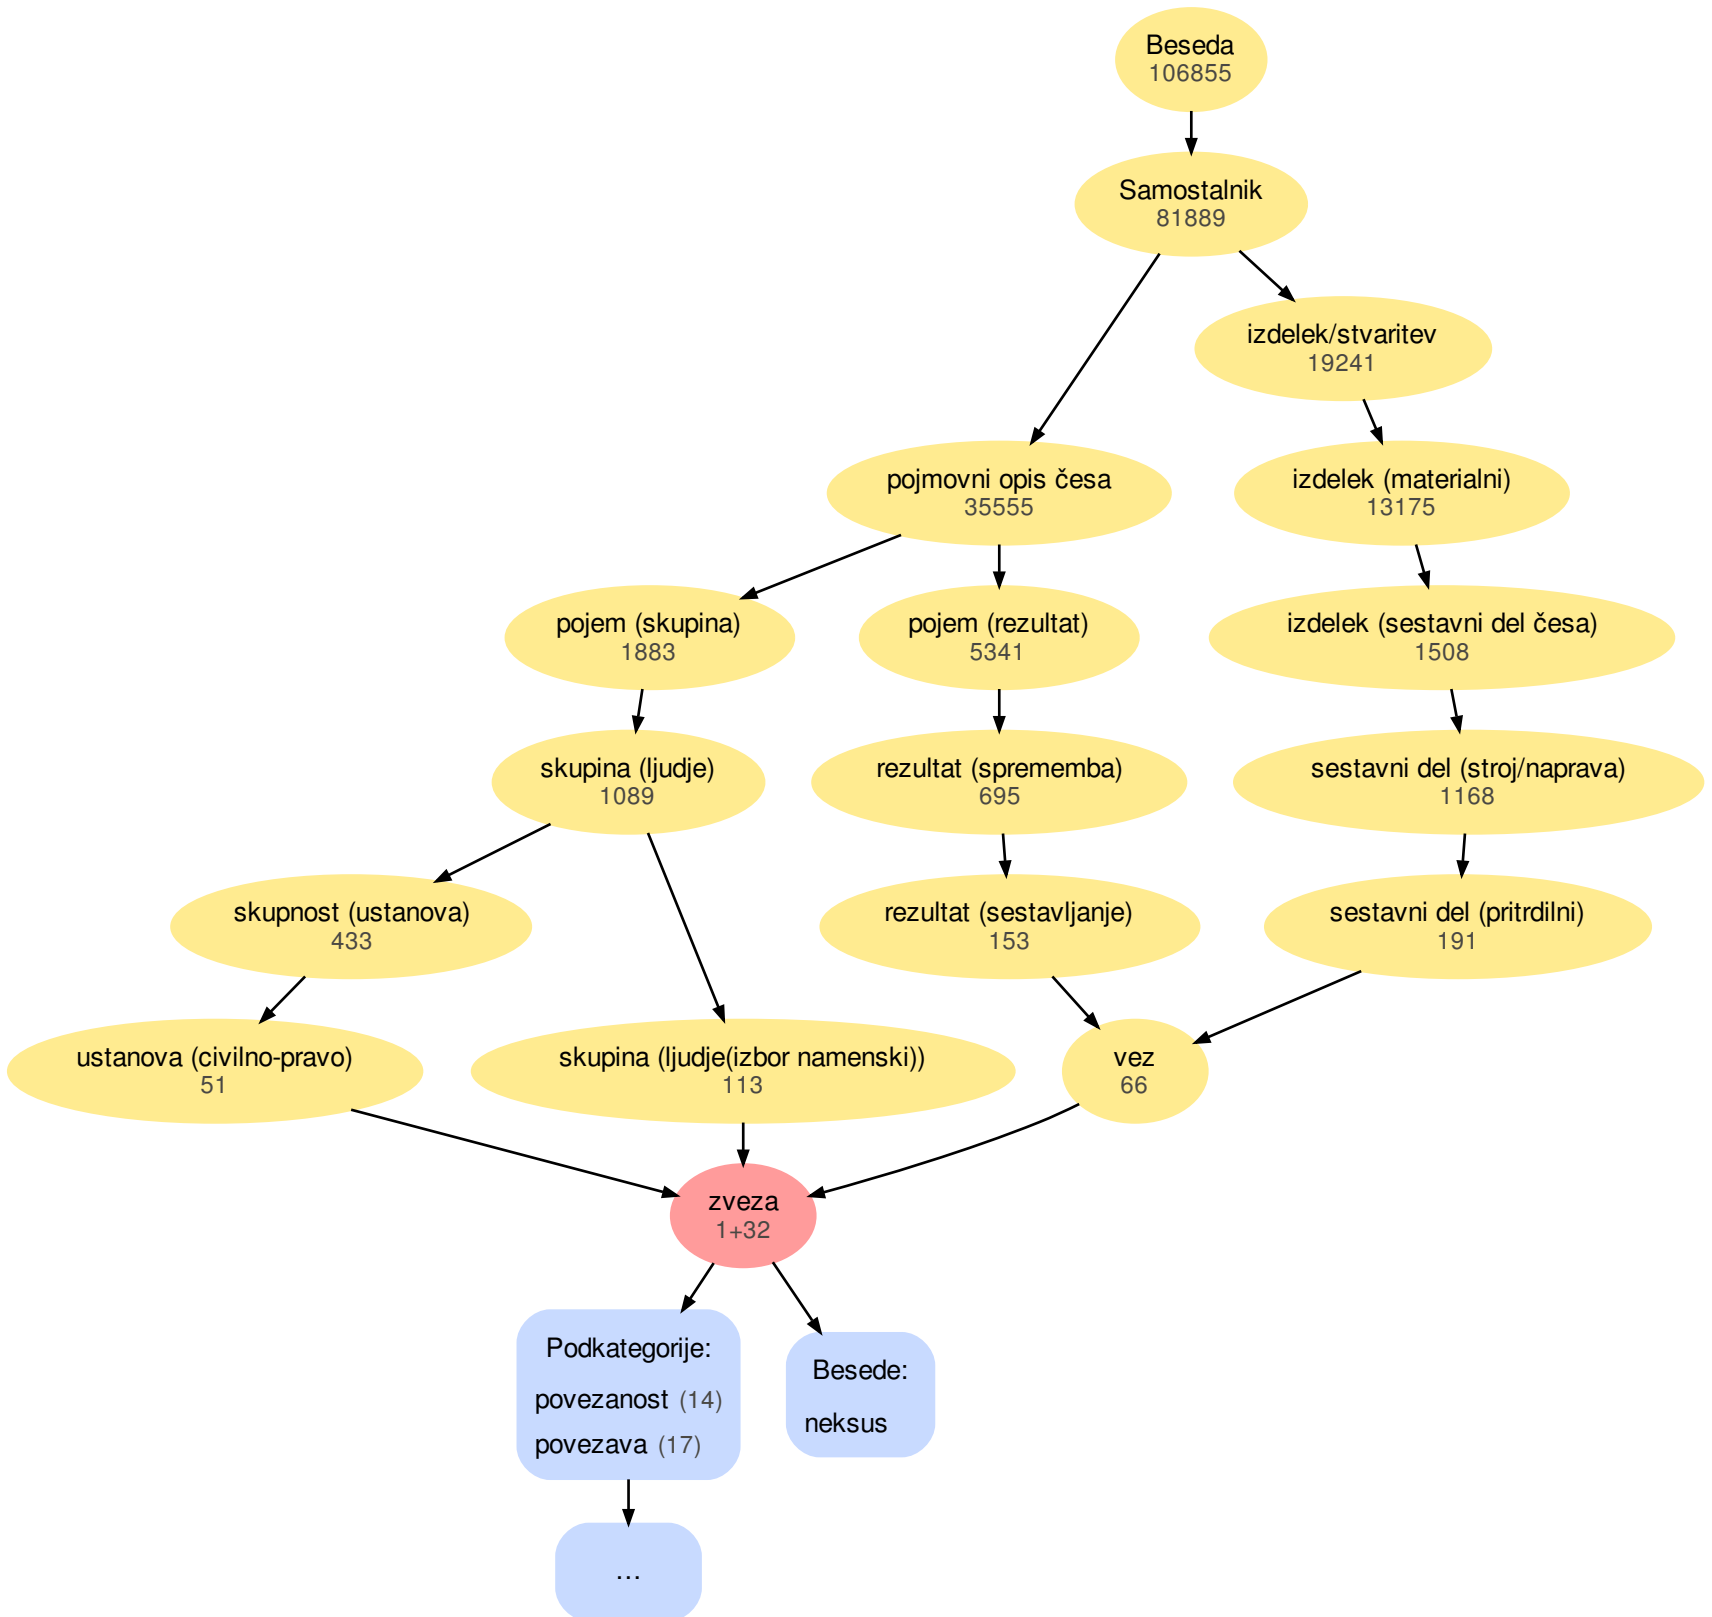 Beseda
106855
Samostalnik
81889
izdelek/stvaritev
19241
pojmovni opis česa
35555
izdelek (materialni)
13175
pojem (skupina)
1883
pojem (rezultat)
5341
izdelek (sestavni del česa)
1508
skupina (ljudje)
1089
rezultat (sprememba)
695
sestavni del (stroj/naprava)
1168
skupnost (ustanova)
433
rezultat (sestavljanje)
153
sestavni del (pritrdilni)
191
ustanova (civilno-pravo)
51
skupina (ljudje(izbor namenski))
113
vez
66
zveza
1+32
Podkategorije:
povezanost (14)
povezava (17)
Besede:
neksus
...